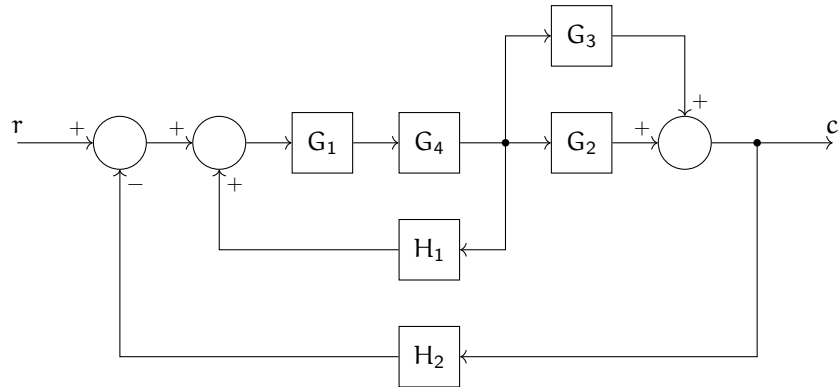 G₃
r
+
+
G₁
G₄
G₂
+
+
c
−
+
H₁
H₂